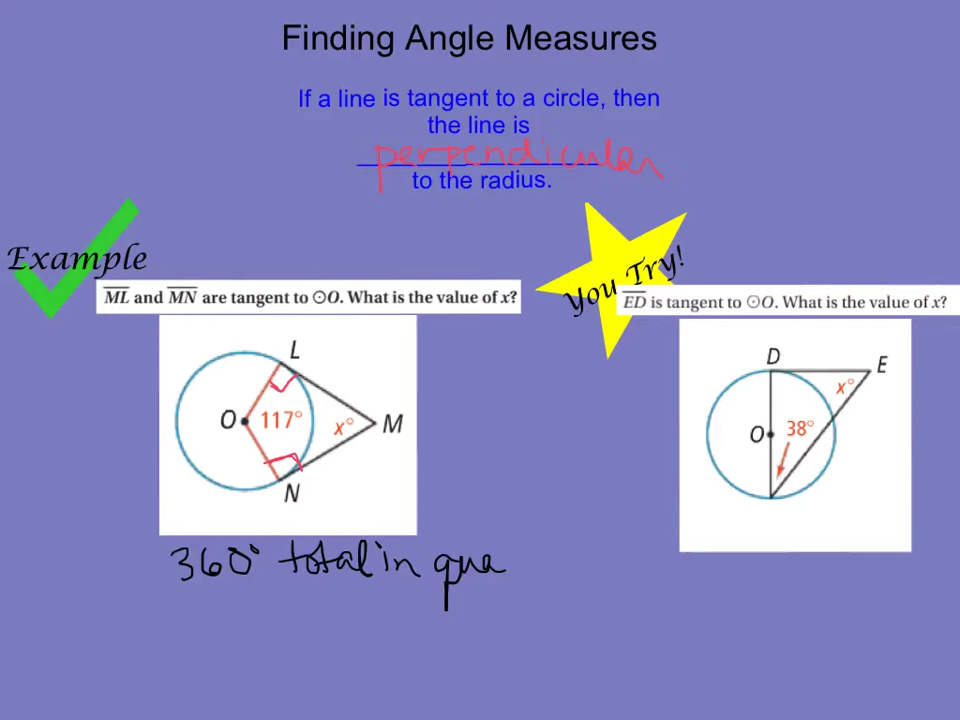 Finding Angle Measures
If a line is tangent to a circle, then
the line is
perpendicular
to the radius.
Example
ML and MN are tangent to ⊙O. What is the value of x?
L
O
117°
x°
M
N
360° total in qua
You Try!
ED is tangent to ⊙O. What is the value of x?
D
E
x°
O
38°